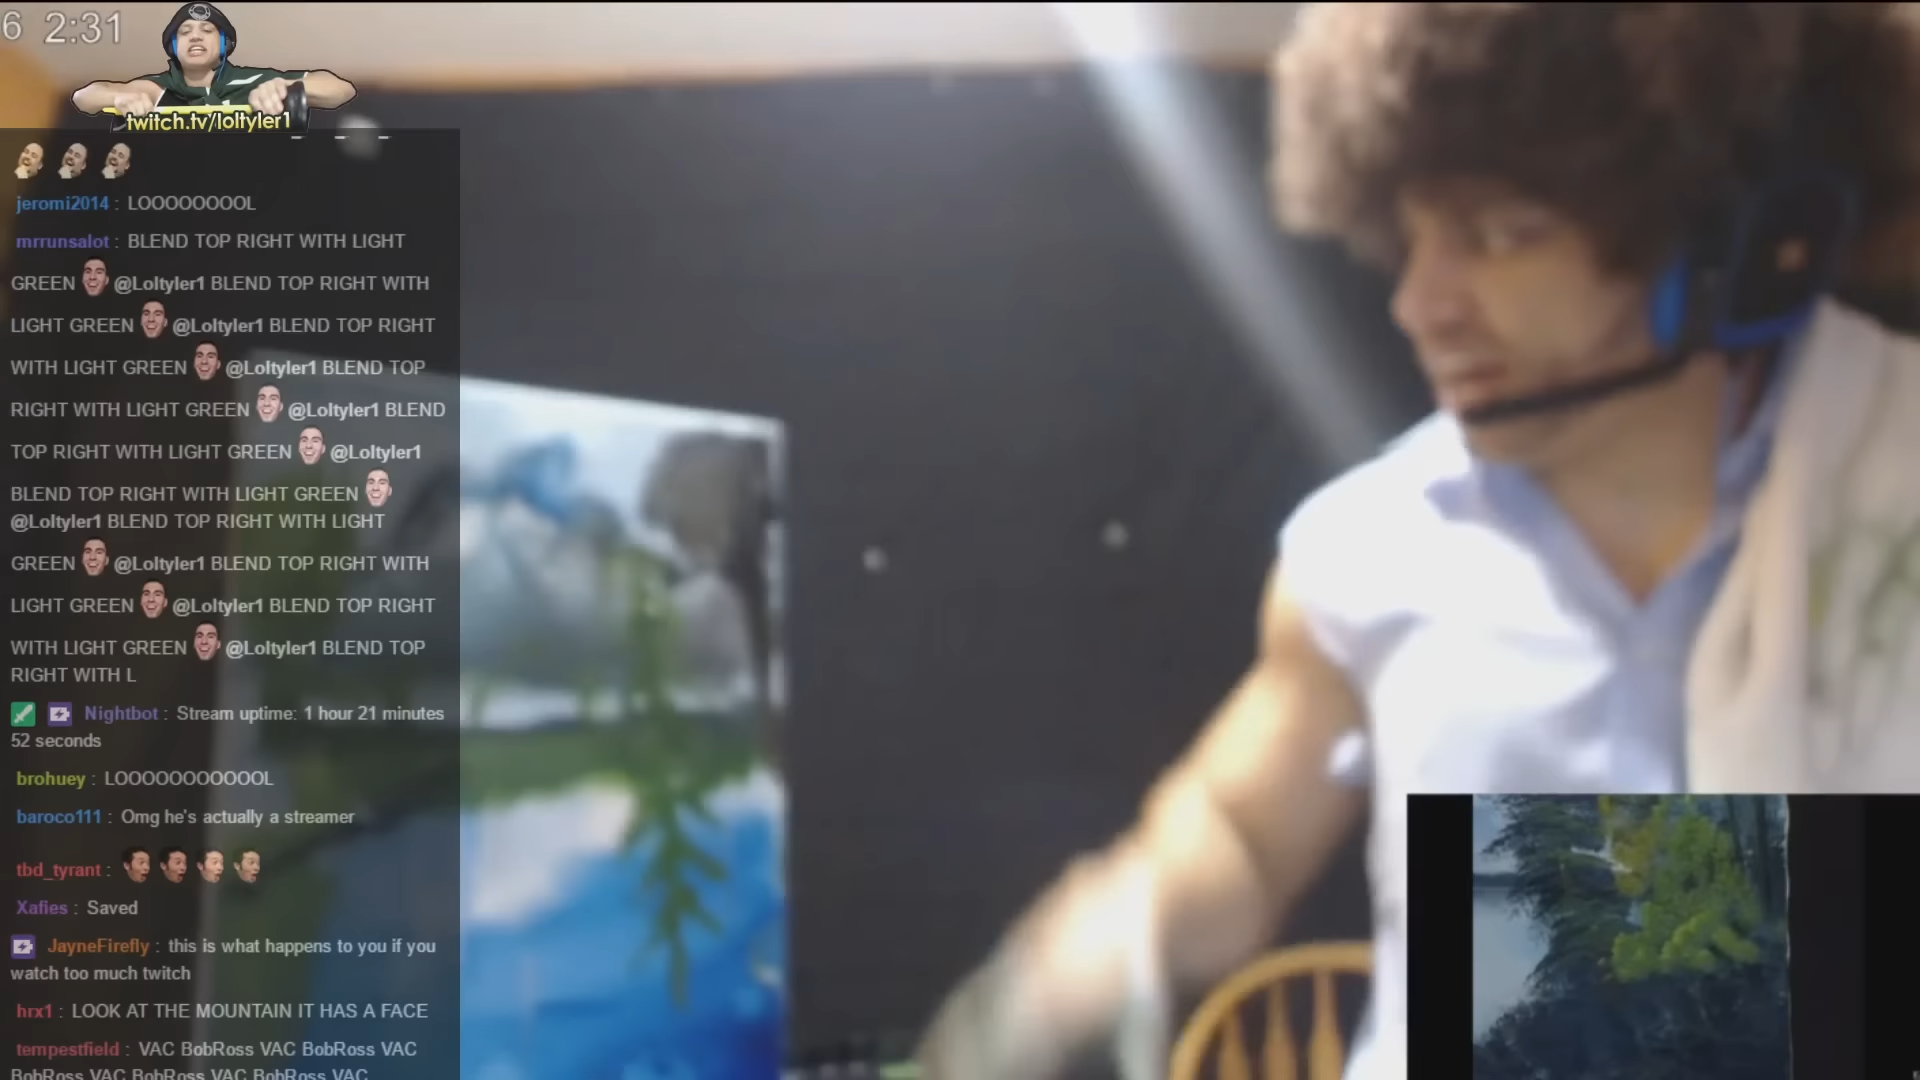 6 2:31
twitch.tv/loltyler1
jeromi2014 : LOOOOOOOOL
mrrunsalot : BLEND TOP RIGHT WITH LIGHT
GREEN @Loltyler1 BLEND TOP RIGHT WITH
LIGHT GREEN @Loltyler1 BLEND TOP RIGHT
WITH LIGHT GREEN @Loltyler1 BLEND TOP
RIGHT WITH LIGHT GREEN @Loltyler1 BLEND
TOP RIGHT WITH LIGHT GREEN @Loltyler1
BLEND TOP RIGHT WITH LIGHT GREEN
@Loltyler1 BLEND TOP RIGHT WITH LIGHT
GREEN @Loltyler1 BLEND TOP RIGHT WITH
LIGHT GREEN @Loltyler1 BLEND TOP RIGHT
WITH LIGHT GREEN @Loltyler1 BLEND TOP
RIGHT WITH L
Nightbot : Stream uptime: 1 hour 21 minutes
52 seconds
brohuey : LOOOOOOOOOOOL
baroco111 : Omg he's actually a streamer
tbd_tyrant :
Xafies : Saved
JayneFirefly : this is what happens to you if you
watch too much twitch
hrx1 : LOOK AT THE MOUNTAIN IT HAS A FACE
tempestfield : VAC BobRoss VAC BobRoss VAC
BobRoss VAC BobRoss VAC BobRoss VAC